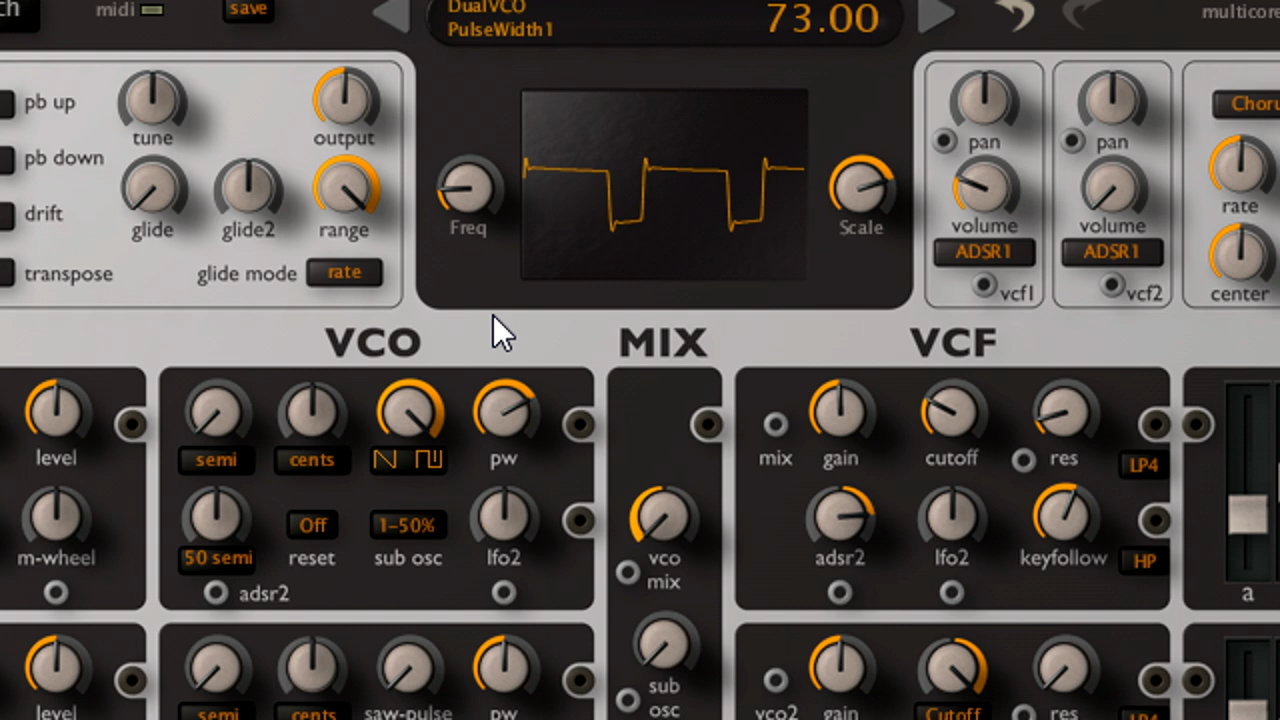 ch
midi
save
DualVCO
PulseWidth1
73.00
multicore
pb up
tune
output
pb down
drift
glide
glide2
range
transpose
glide mode
rate
Freq
Scale
pan
volume
ADSR1
vcf1
pan
volume
ADSR1
vcf2
Choru
rate
center
VCO
MIX
VCF
level
semi
cents
pw
mix
gain
cutoff
res
LP4
m-wheel
50 semi
Off
reset
1-50%
sub osc
lfo2
adsr2
vco
mix
adsr2
lfo2
keyfollow
HP
a
level
semi
cents
saw-pulse
pw
sub
osc
vco2
gain
Cutoff
res
LP4